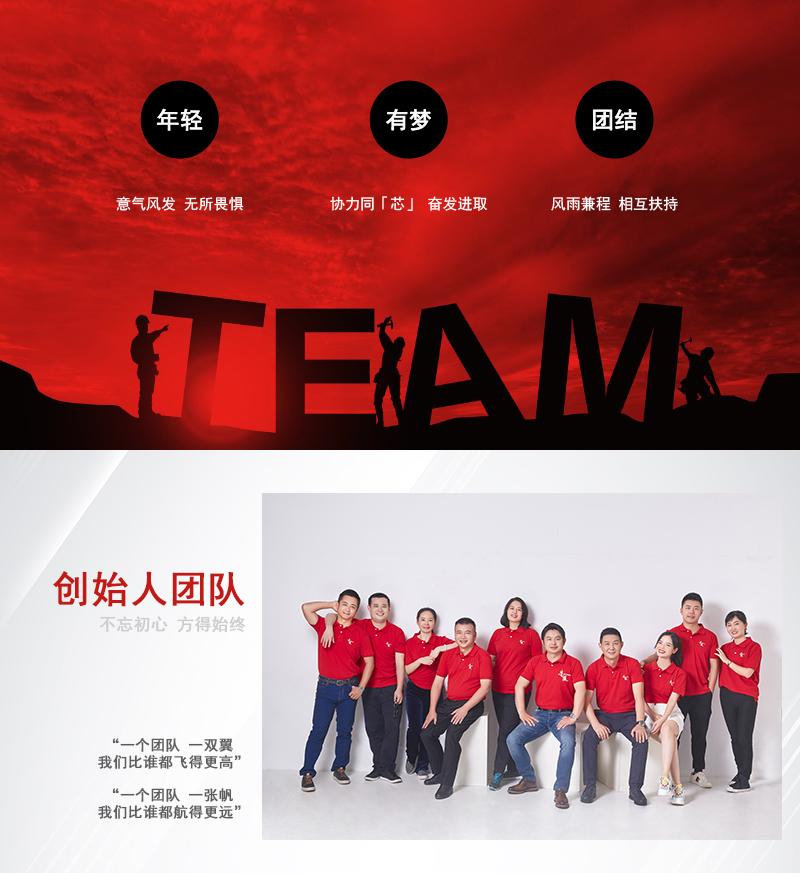 年轻
有梦
团结
意气风发 无所畏惧
协力同「芯」 奋发进取
风雨兼程 相互扶持
TEAM
创始人团队
不忘初心 方得始终
“一个团队 一双翼
我们比谁都飞得更高”
“一个团队 一张帆
我们比谁都航得更远”